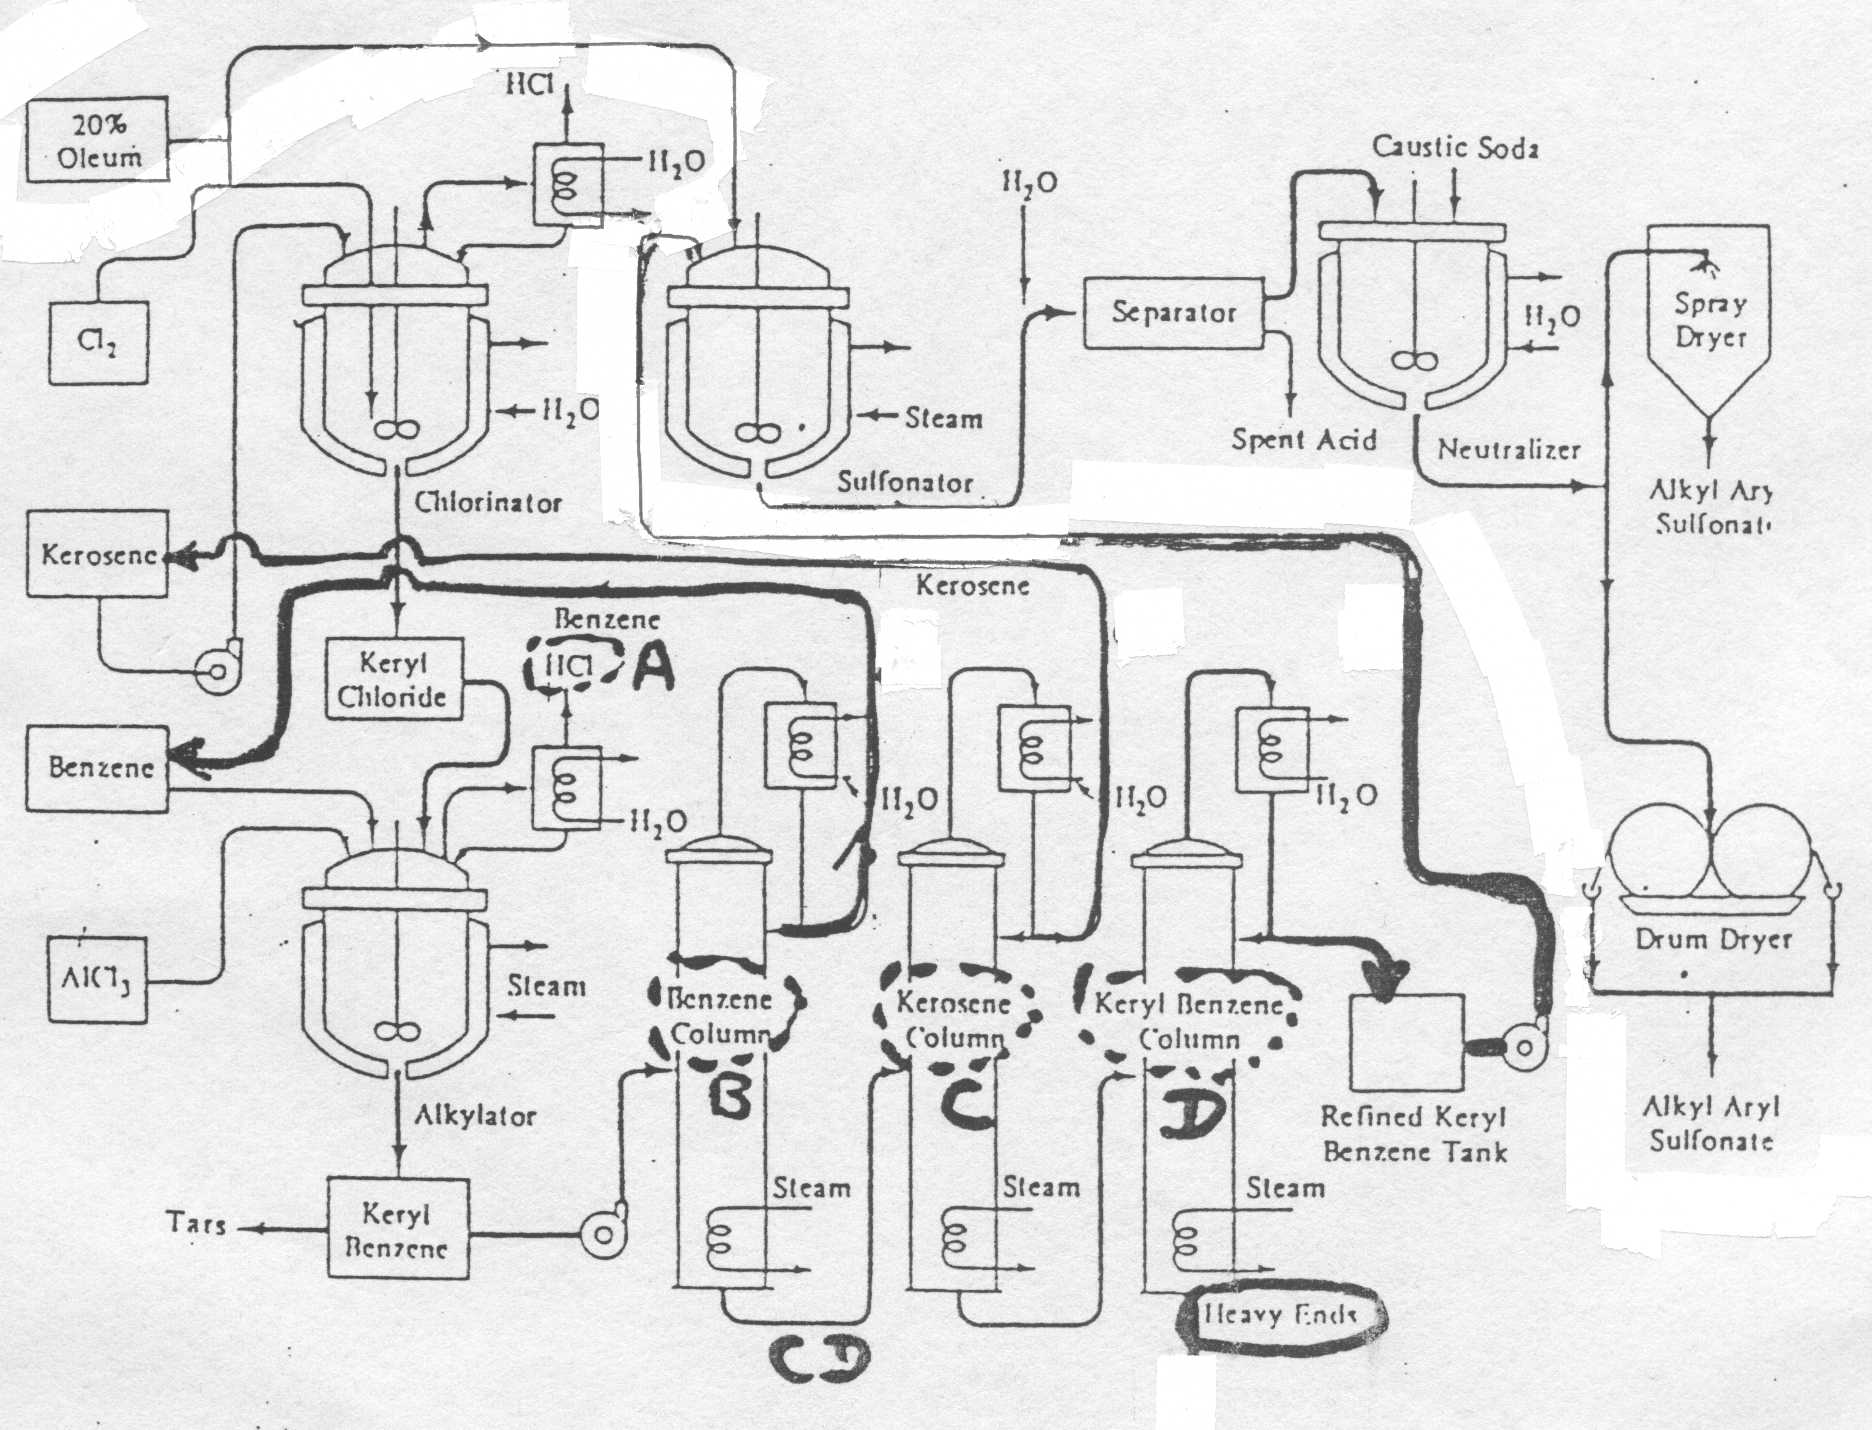 HCl
20%
Oleum
H₂O
Caustic Soda
H₂O
Cl₂
Separator
H₂O
Spray
Dryer
H₂O
Steam
Spent Acid
Neutralizer
Chlorinator
Sulfonator
Alkyl Ary
Sulfonat
Kerosene
Kerosene
Benzene
HCl
A
Keryl
Chloride
Benzene
H₂O
H₂O
H₂O
H₂O
AlCl₃
Steam
Benzene
Column
B
Kerosene
Column
C
Keryl Benzene
Column
D
Drum Dryer
Alkylator
Refined Keryl
Benzene Tank
Alkyl Aryl
Sulfonate
Tars
Keryl
Benzene
Steam
Steam
Steam
Heavy Ends
CD